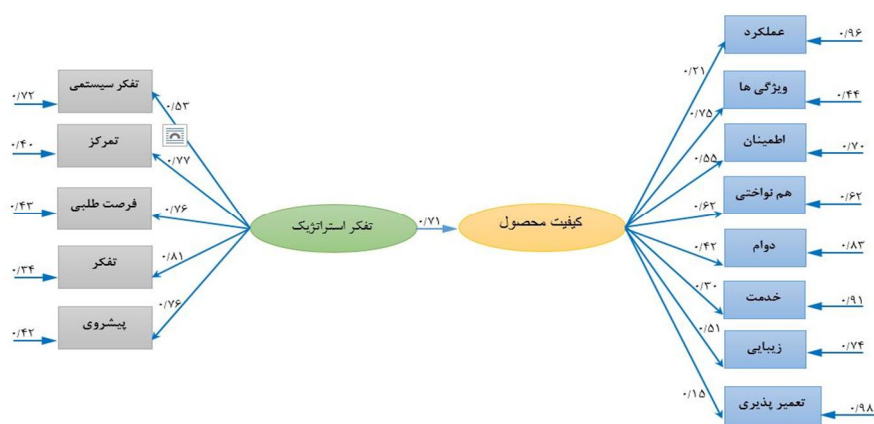 عملکرد
۰/۹۶
۰/۲۱
ویژگی ها
۰/۴۴
۰/۷۵
اطمینان
۰/۷۰
۰/۵۵
هم نواختی
۰/۶۲
۰/۶۲
دوام
۰/۸۳
۰/۴۲
خدمت
۰/۹۱
۰/۳۰
زیبایی
۰/۷۴
۰/۵۱
تعمیر پذیری
۰/۹۸
۰/۱۵
کیفیت محصول
۰/۷۱
تفکر استراتژیک
۰/۵۳
تفکر سیستمی
۰/۷۲
۰/۷۷
تمرکز
۰/۴۰
۰/۷۶
فرصت طلبی
۰/۴۳
۰/۸۱
تفکر
۰/۳۴
۰/۷۶
پیشروی
۰/۴۲